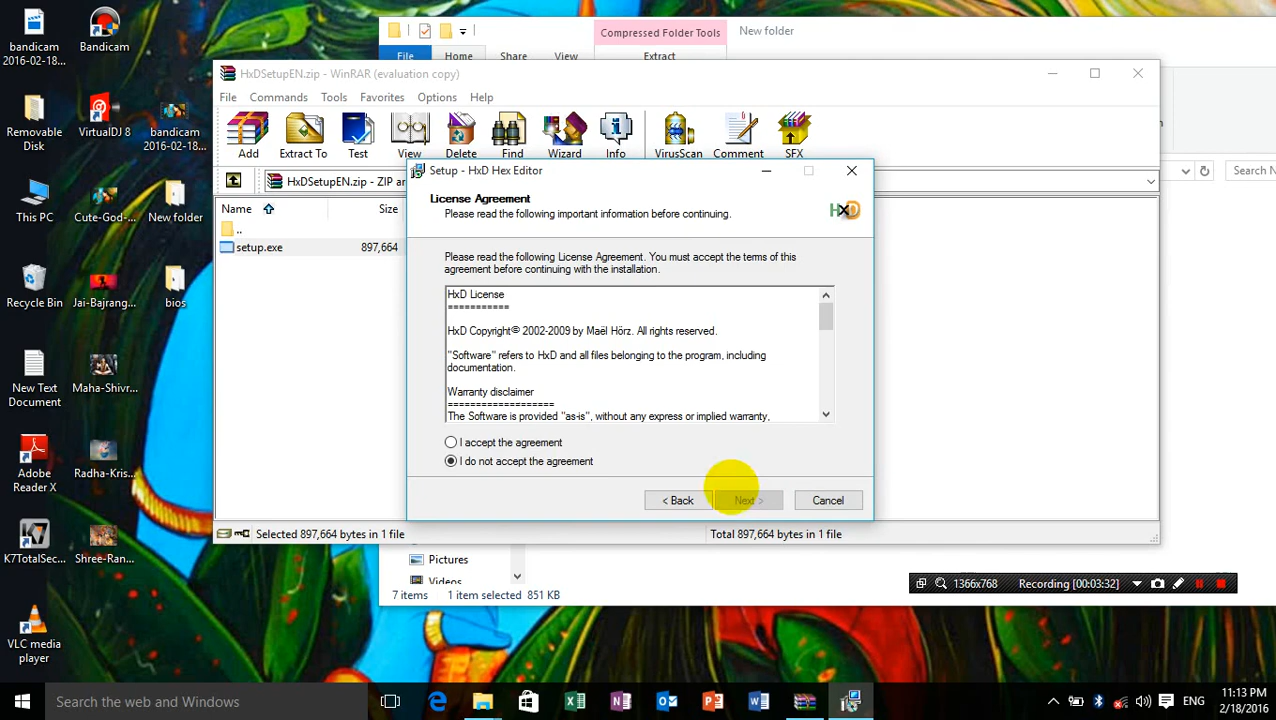 bandicam
2016-02-18...
Bandicam
Removable
Disk
VirtualDJ 8
bandicam
2016-02-18...
This PC
Cute-God-...
New folder
Recycle Bin
Jai-Bajrang...
bios
New Text
Document
Maha-Shivr...
Adobe
Reader X
Radha-Kris...
K7TotalSec...
Shree-Ran...
VLC media
player
Compressed Folder Tools
New folder
File
Home
Share
View
Extract
HxDSetupEN.zip - WinRAR (evaluation copy)
File Commands Tools Favorites Options Help
Add Extract To Test View Delete Find Wizard Info VirusScan Comment SFX
HxDSetupEN.zip - ZIP ar
Search N
Name Size
..
setup.exe 897,664
Setup - HxD Hex Editor
License Agreement
Please read the following important information before continuing.
HxD
Please read the following License Agreement. You must accept the terms of this
agreement before continuing with the installation.
HxD License
===========
HxD Copyright© 2002-2009 by Maël Hörz. All rights reserved.
"Software" refers to HxD and all files belonging to the program, including
documentation.
Warranty disclaimer
====================
The Software is provided "as-is", without any express or implied warranty,
I accept the agreement
I do not accept the agreement
< Back
Next >
Cancel
Selected 897,664 bytes in 1 file
Total 897,664 bytes in 1 file
Pictures
Videos
7 items 1 item selected 851 KB
1366x768 Recording [00:03:32]
Search the web and Windows
ENG
11:13 PM
2/18/2016